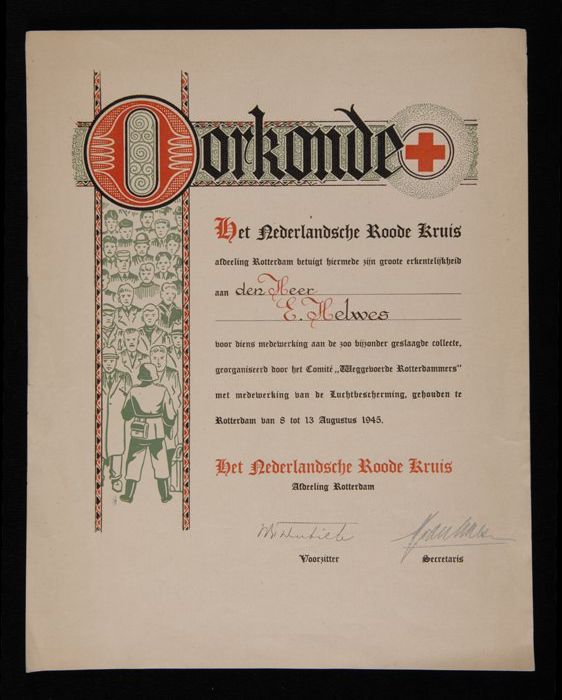 Oorkonde
Het Nederlandsche Roode Kruis
afdeeling Rotterdam betuigt hiermede zijn groote erkentelijkheid
aan den Heer
E. Helwes
voor diens medewerking aan de zoo bijzonder geslaagde collecte,
georganiseerd door het Comité „Weggevoerde Rotterdammers"
met medewerking van de Luchtbescherming, gehouden te
Rotterdam van 8 tot 13 Augustus 1945.
Het Nederlandsche Roode Kruis
Afdeeling Rotterdam
Voorzitter Secretaris